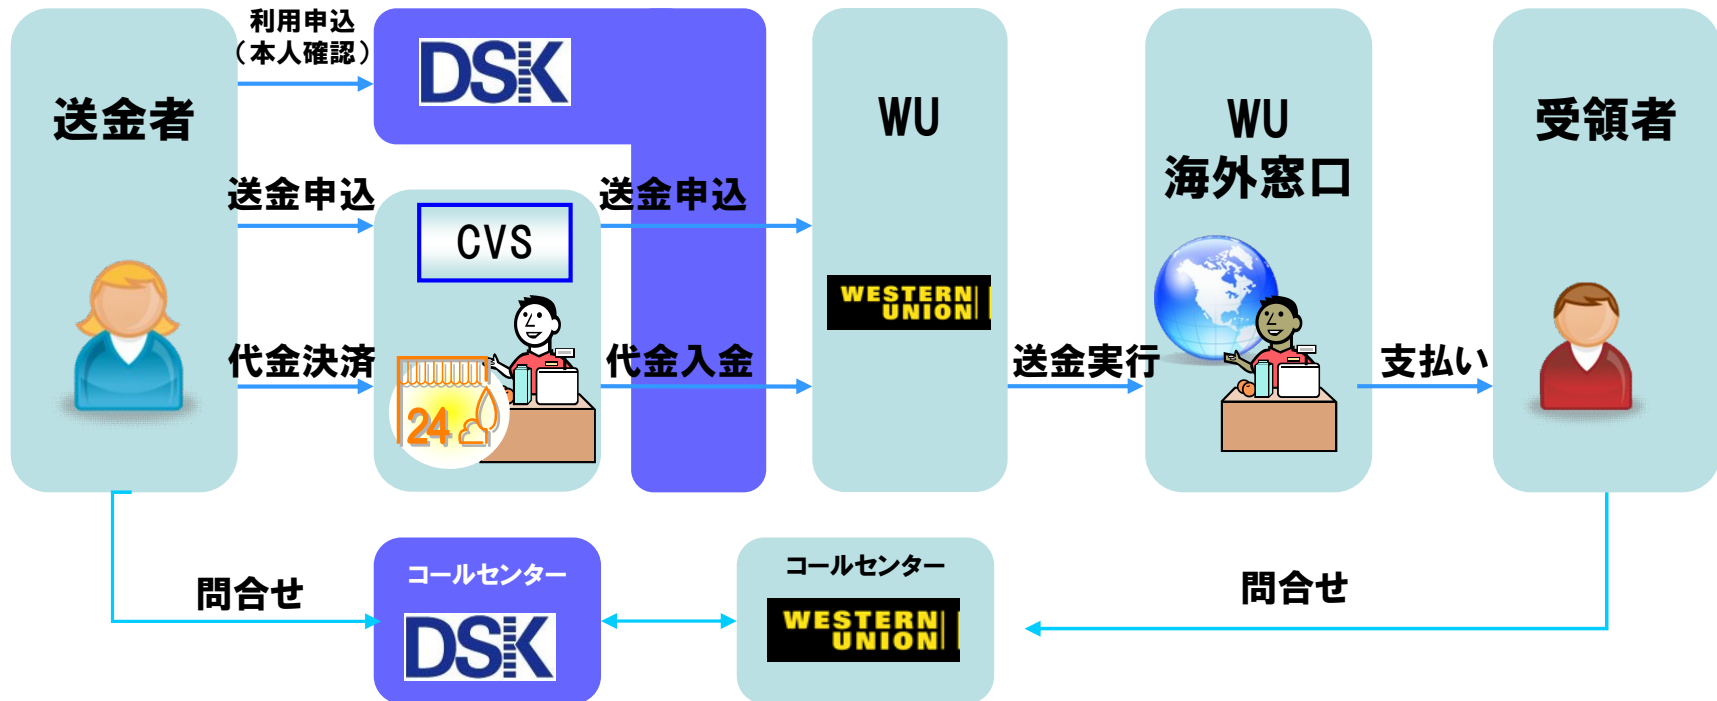 利用申込
（本人確認）
DSK
送金者
WU
WU
海外窓口
受領者
送金申込
送金申込
CVS
WESTERN
UNION
代金決済
代金入金
送金実行
支払い
24
コールセンター
コールセンター
問合せ
問合せ
DSK
WESTERN
UNION